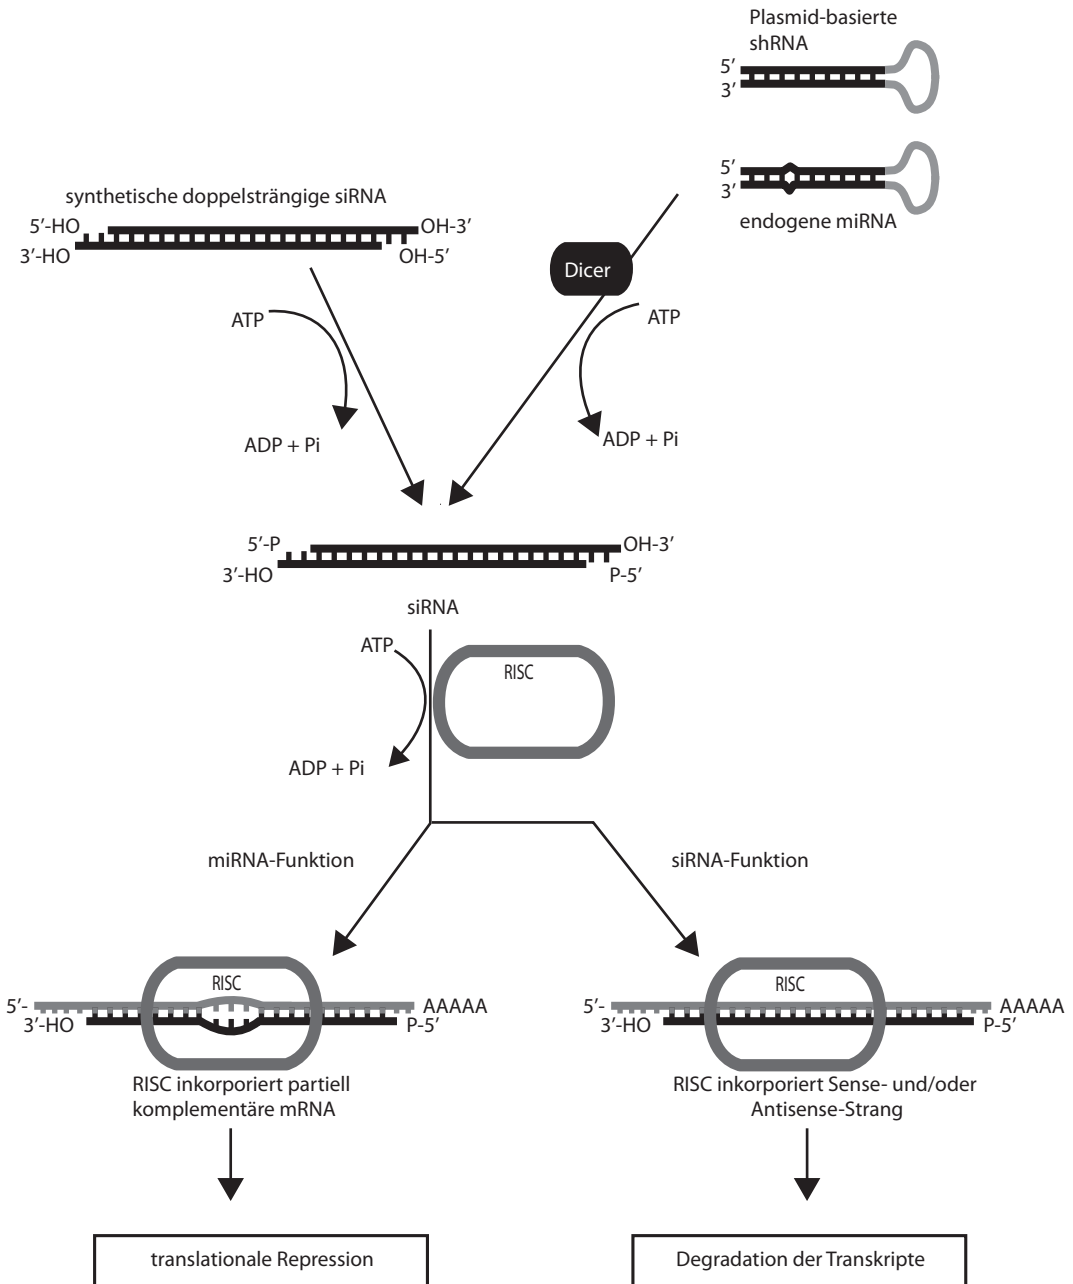 Plasmid-basierte
shRNA
5’
3’
5’
3’
endogene miRNA
synthetische doppelsträngige siRNA
5’-HO
OH-3’
3’-HO
OH-5’
Dicer
ATP
ATP
ADP + Pi
ADP + Pi
5’-P
OH-3’
3’-HO
P-5’
siRNA
ATP
RISC
ADP + Pi
miRNA-Funktion
siRNA-Funktion
RISC
5’-
AAAAA
3’-HO
P-5’
RISC inkorporiert partiell
komplementäre mRNA
RISC
5’-
AAAAA
3’-HO
P-5’
RISC inkorporiert Sense- und/oder
Antisense-Strang
translationale Repression
Degradation der Transkripte